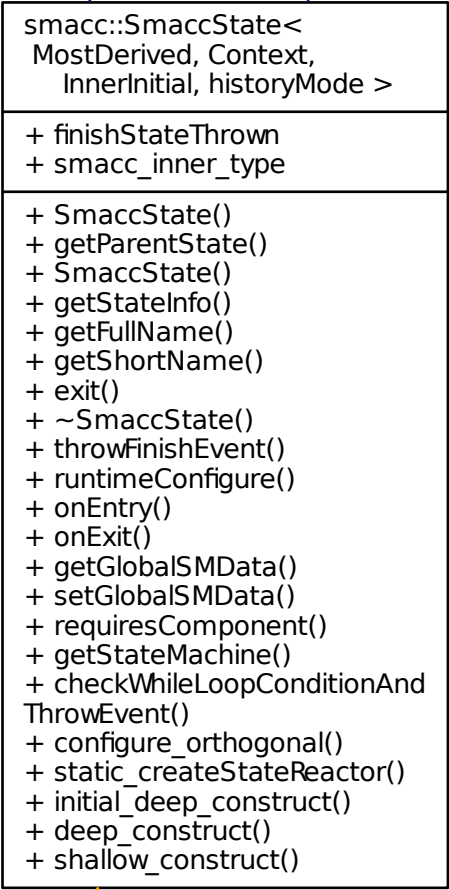 smacc::SmaccState<
MostDerived, Context,
InnerInitial, historyMode >
+ finishStateThrown
+ smacc_inner_type
+ SmaccState()
+ getParentState()
+ SmaccState()
+ getStateInfo()
+ getFullName()
+ getShortName()
+ exit()
+ ~SmaccState()
+ throwFinishEvent()
+ runtimeConfigure()
+ onEntry()
+ onExit()
+ getGlobalSMData()
+ setGlobalSMData()
+ requiresComponent()
+ getStateMachine()
+ checkWhileLoopConditionAnd
ThrowEvent()
+ configure_orthogonal()
+ static_createStateReactor()
+ initial_deep_construct()
+ deep_construct()
+ shallow_construct()